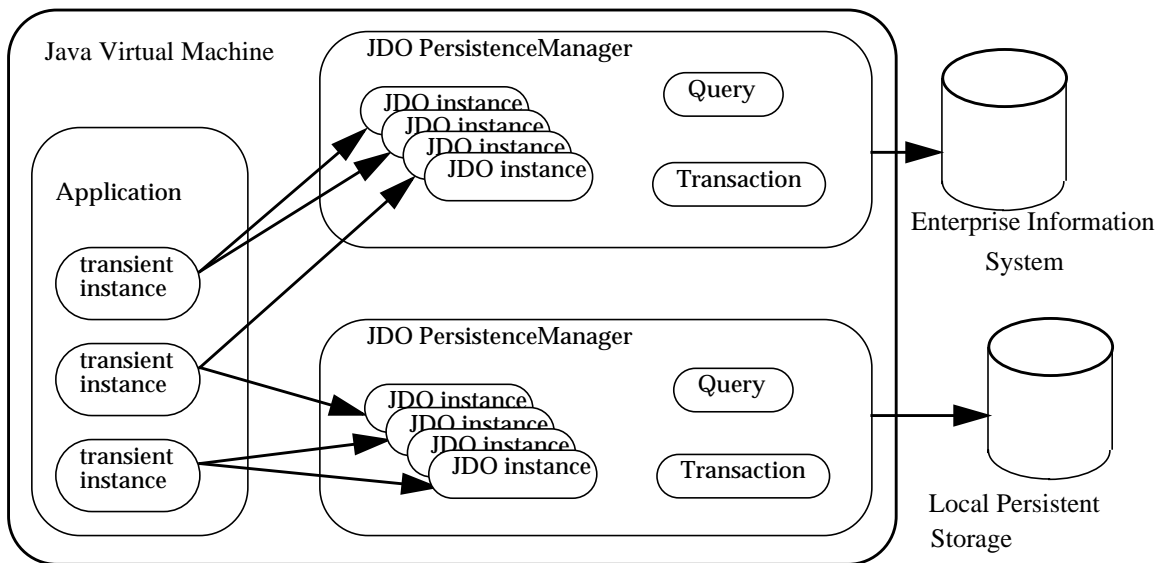 Java Virtual Machine
JDO PersistenceManager
JDO instance
JDO instance
JDO instance
JDO instance
Query
Transaction
Enterprise Information
System
Application
transient
instance
transient
instance
transient
instance
JDO PersistenceManager
JDO instance
JDO instance
JDO instance
JDO instance
Query
Transaction
Local Persistent
Storage